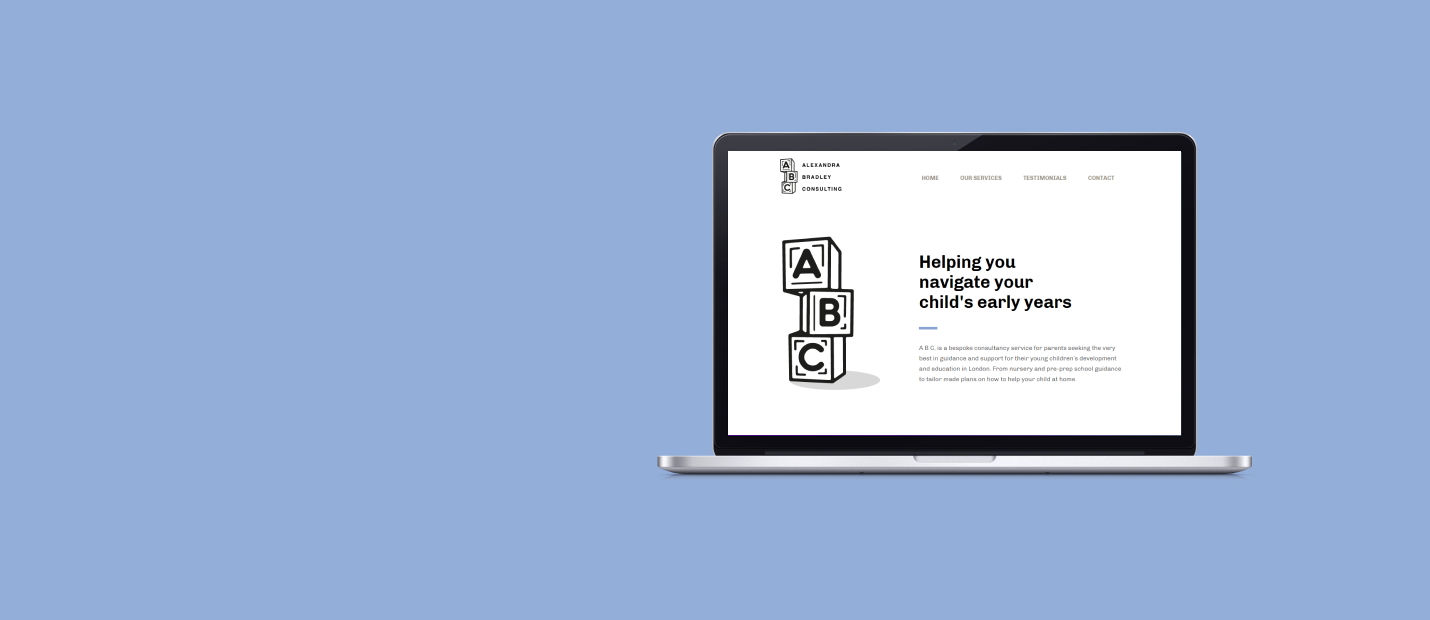 A
B
C
ALEXANDRA
BRADLEY
CONSULTING
HOME OUR SERVICES TESTIMONIALS CONTACT
A
B
C
Helping you
navigate your
child's early years
A B C, is a bespoke consultancy service for parents seeking the very
best in guidance and support for their young children's development
and education in London. From nursery and pre-prep school guidance
to tailor made plans on how to help your child at home